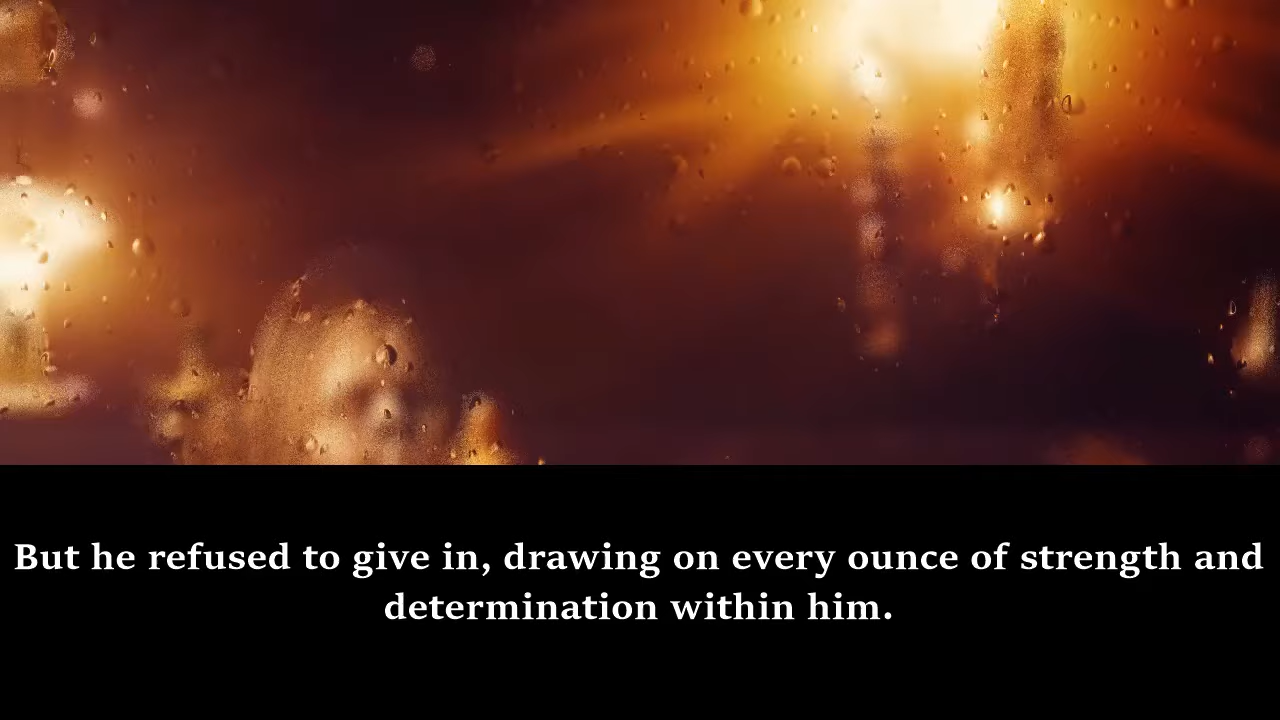 But he refused to give in, drawing on every ounce of strength and
determination within him.